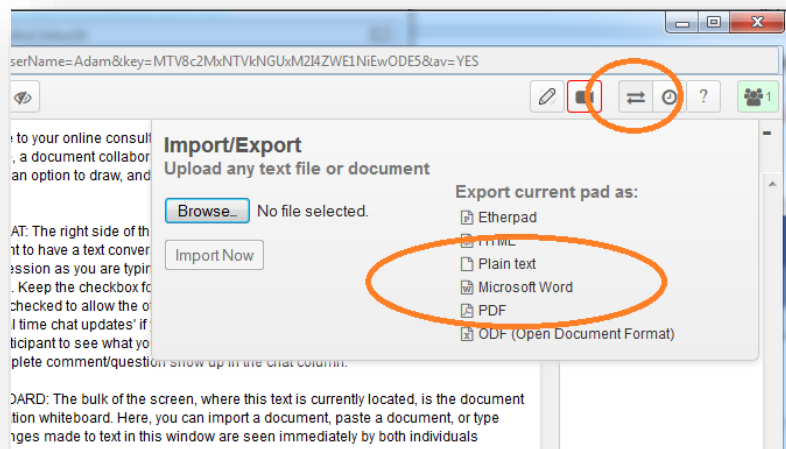 serName=Adam&key=MTV8c2MxNTVkNGUxM2I4ZWE1NiEwODE5&av=YES
? 1
e to your online consult
, a document collabor
an option to draw, and
Import/Export
Upload any text file or document
Browse_ No file selected.
Import Now
Export current pad as:
Etherpad
HTML
Plain text
Microsoft Word
PDF
ODF (Open Document Format)
AT: The right side of th
nt to have a text conver
ession as you are typin
. Keep the checkbox fo
checked to allow the o
l time chat updates' if
ticipant to see what you
plete comment/question show up in the chat column.
OARD: The bulk of the screen, where this text is currently located, is the document
tion whiteboard. Here, you can import a document, paste a document, or type
nges made to text in this window are seen immediately by both individuals